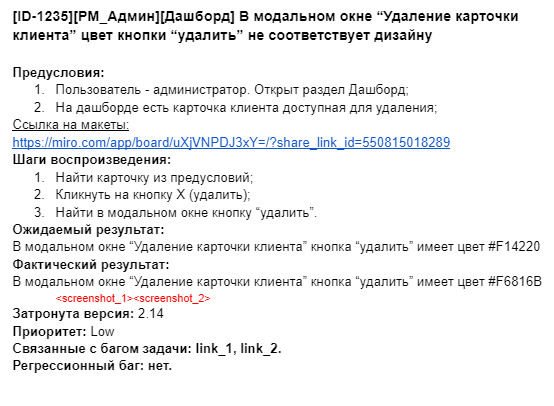 [ID-1235][PM_Админ][Дашборд] В модальном окне “Удаление карточки
клиента” цвет кнопки “удалить” не соответствует дизайну
Предусловия:
1. Пользователь - администратор. Открыт раздел Дашборд;
2. На дашборде есть карточка клиента доступная для удаления;
Ссылка на макеты:
https://miro.com/app/board/uXjVNPDJ3xY=/?share_link_id=550815018289
Шаги воспроизведения:
1. Найти карточку из предусловий;
2. Кликнуть на кнопку X (удалить);
3. Найти в модальном окне кнопку “удалить”.
Ожидаемый результат:
В модальном окне “Удаление карточки клиента” кнопка “удалить” имеет цвет #F14220
Фактический результат:
В модальном окне “Удаление карточки клиента” кнопка “удалить” имеет цвет #F6816B
<screenshot_1><screenshot_2>
Затронута версия: 2.14
Приоритет: Low
Связанные с багом задачи: link_1, link_2.
Регрессионный баг: нет.